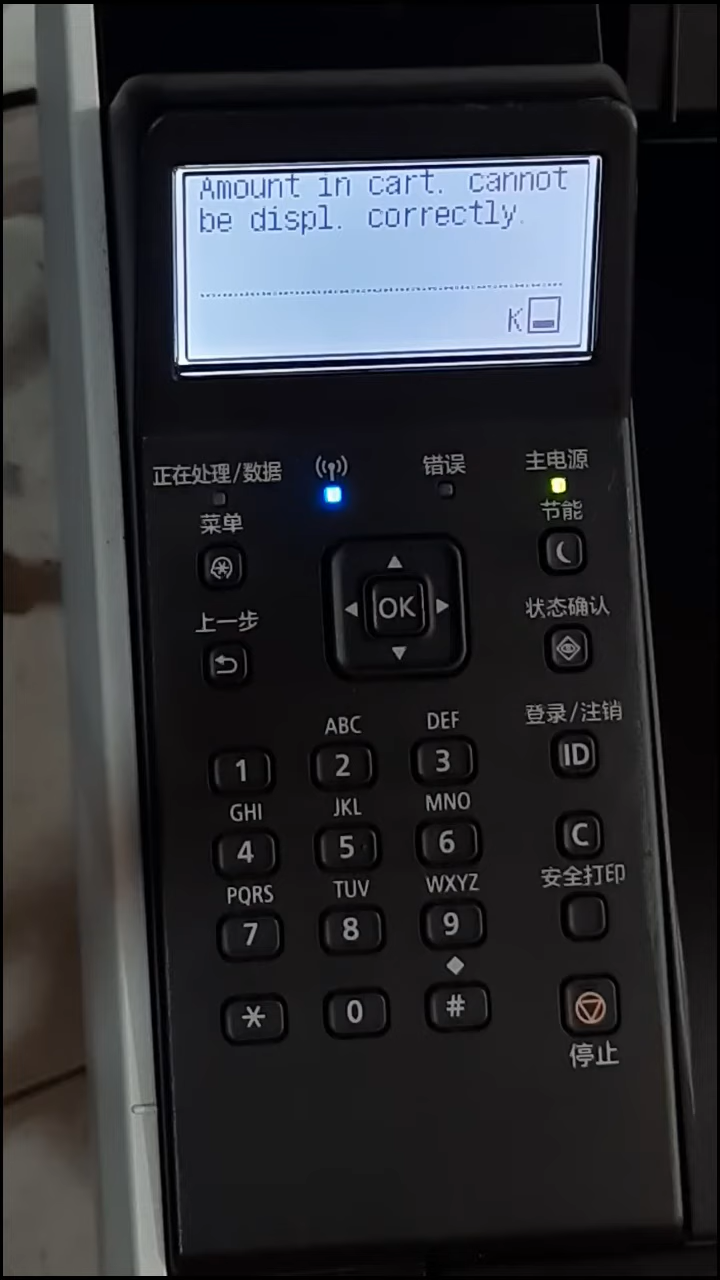 Amount in cart. cannot
be displ. correctly.
K
正在处理/数据
错误
主电源
菜单
节能
上一步
OK
状态确认
登录/注销
ABC
DEF
1
2
3
ID
GHI
JKL
MNO
4
5
6
C
安全打印
PQRS
TUV
WXYZ
7
8
9
*
0
#
停止